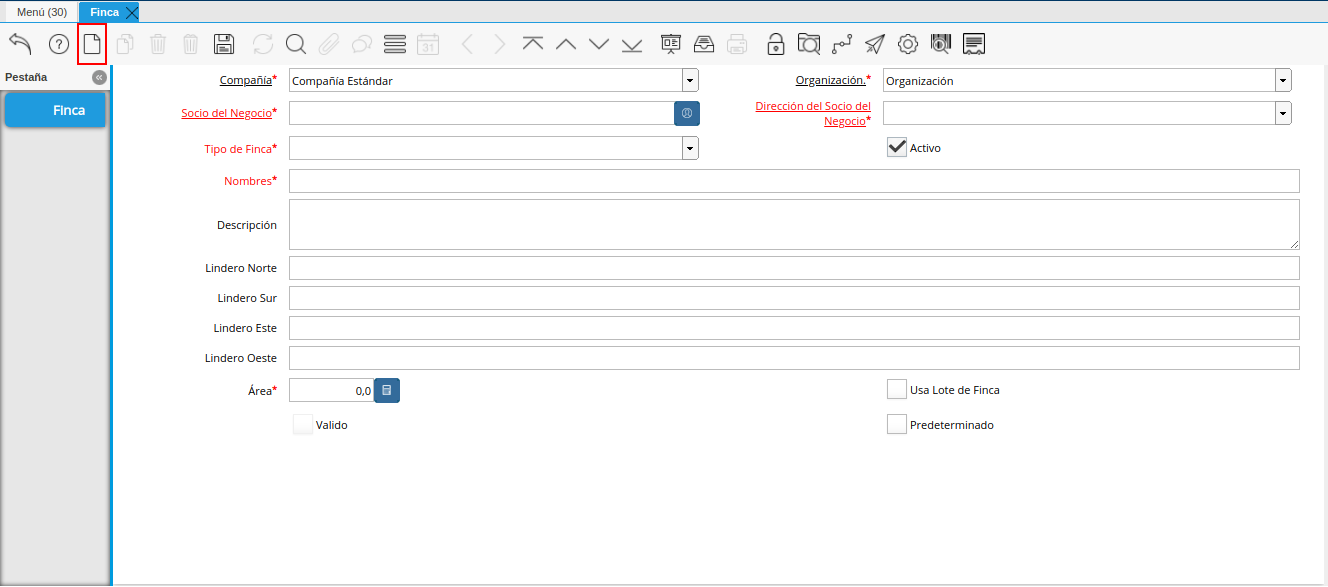 Menú (30)
Finca
31
Pestaña
Finca
Compañía*
Compañía Estándar
Organización.*
Organización
Socio del Negocio*
Dirección del Socio del
Negocio*
Tipo de Finca*
Activo
Nombres*
Descripción
Lindero Norte
Lindero Sur
Lindero Este
Lindero Oeste
Área*
0,0
Usa Lote de Finca
Valido
Predeterminado